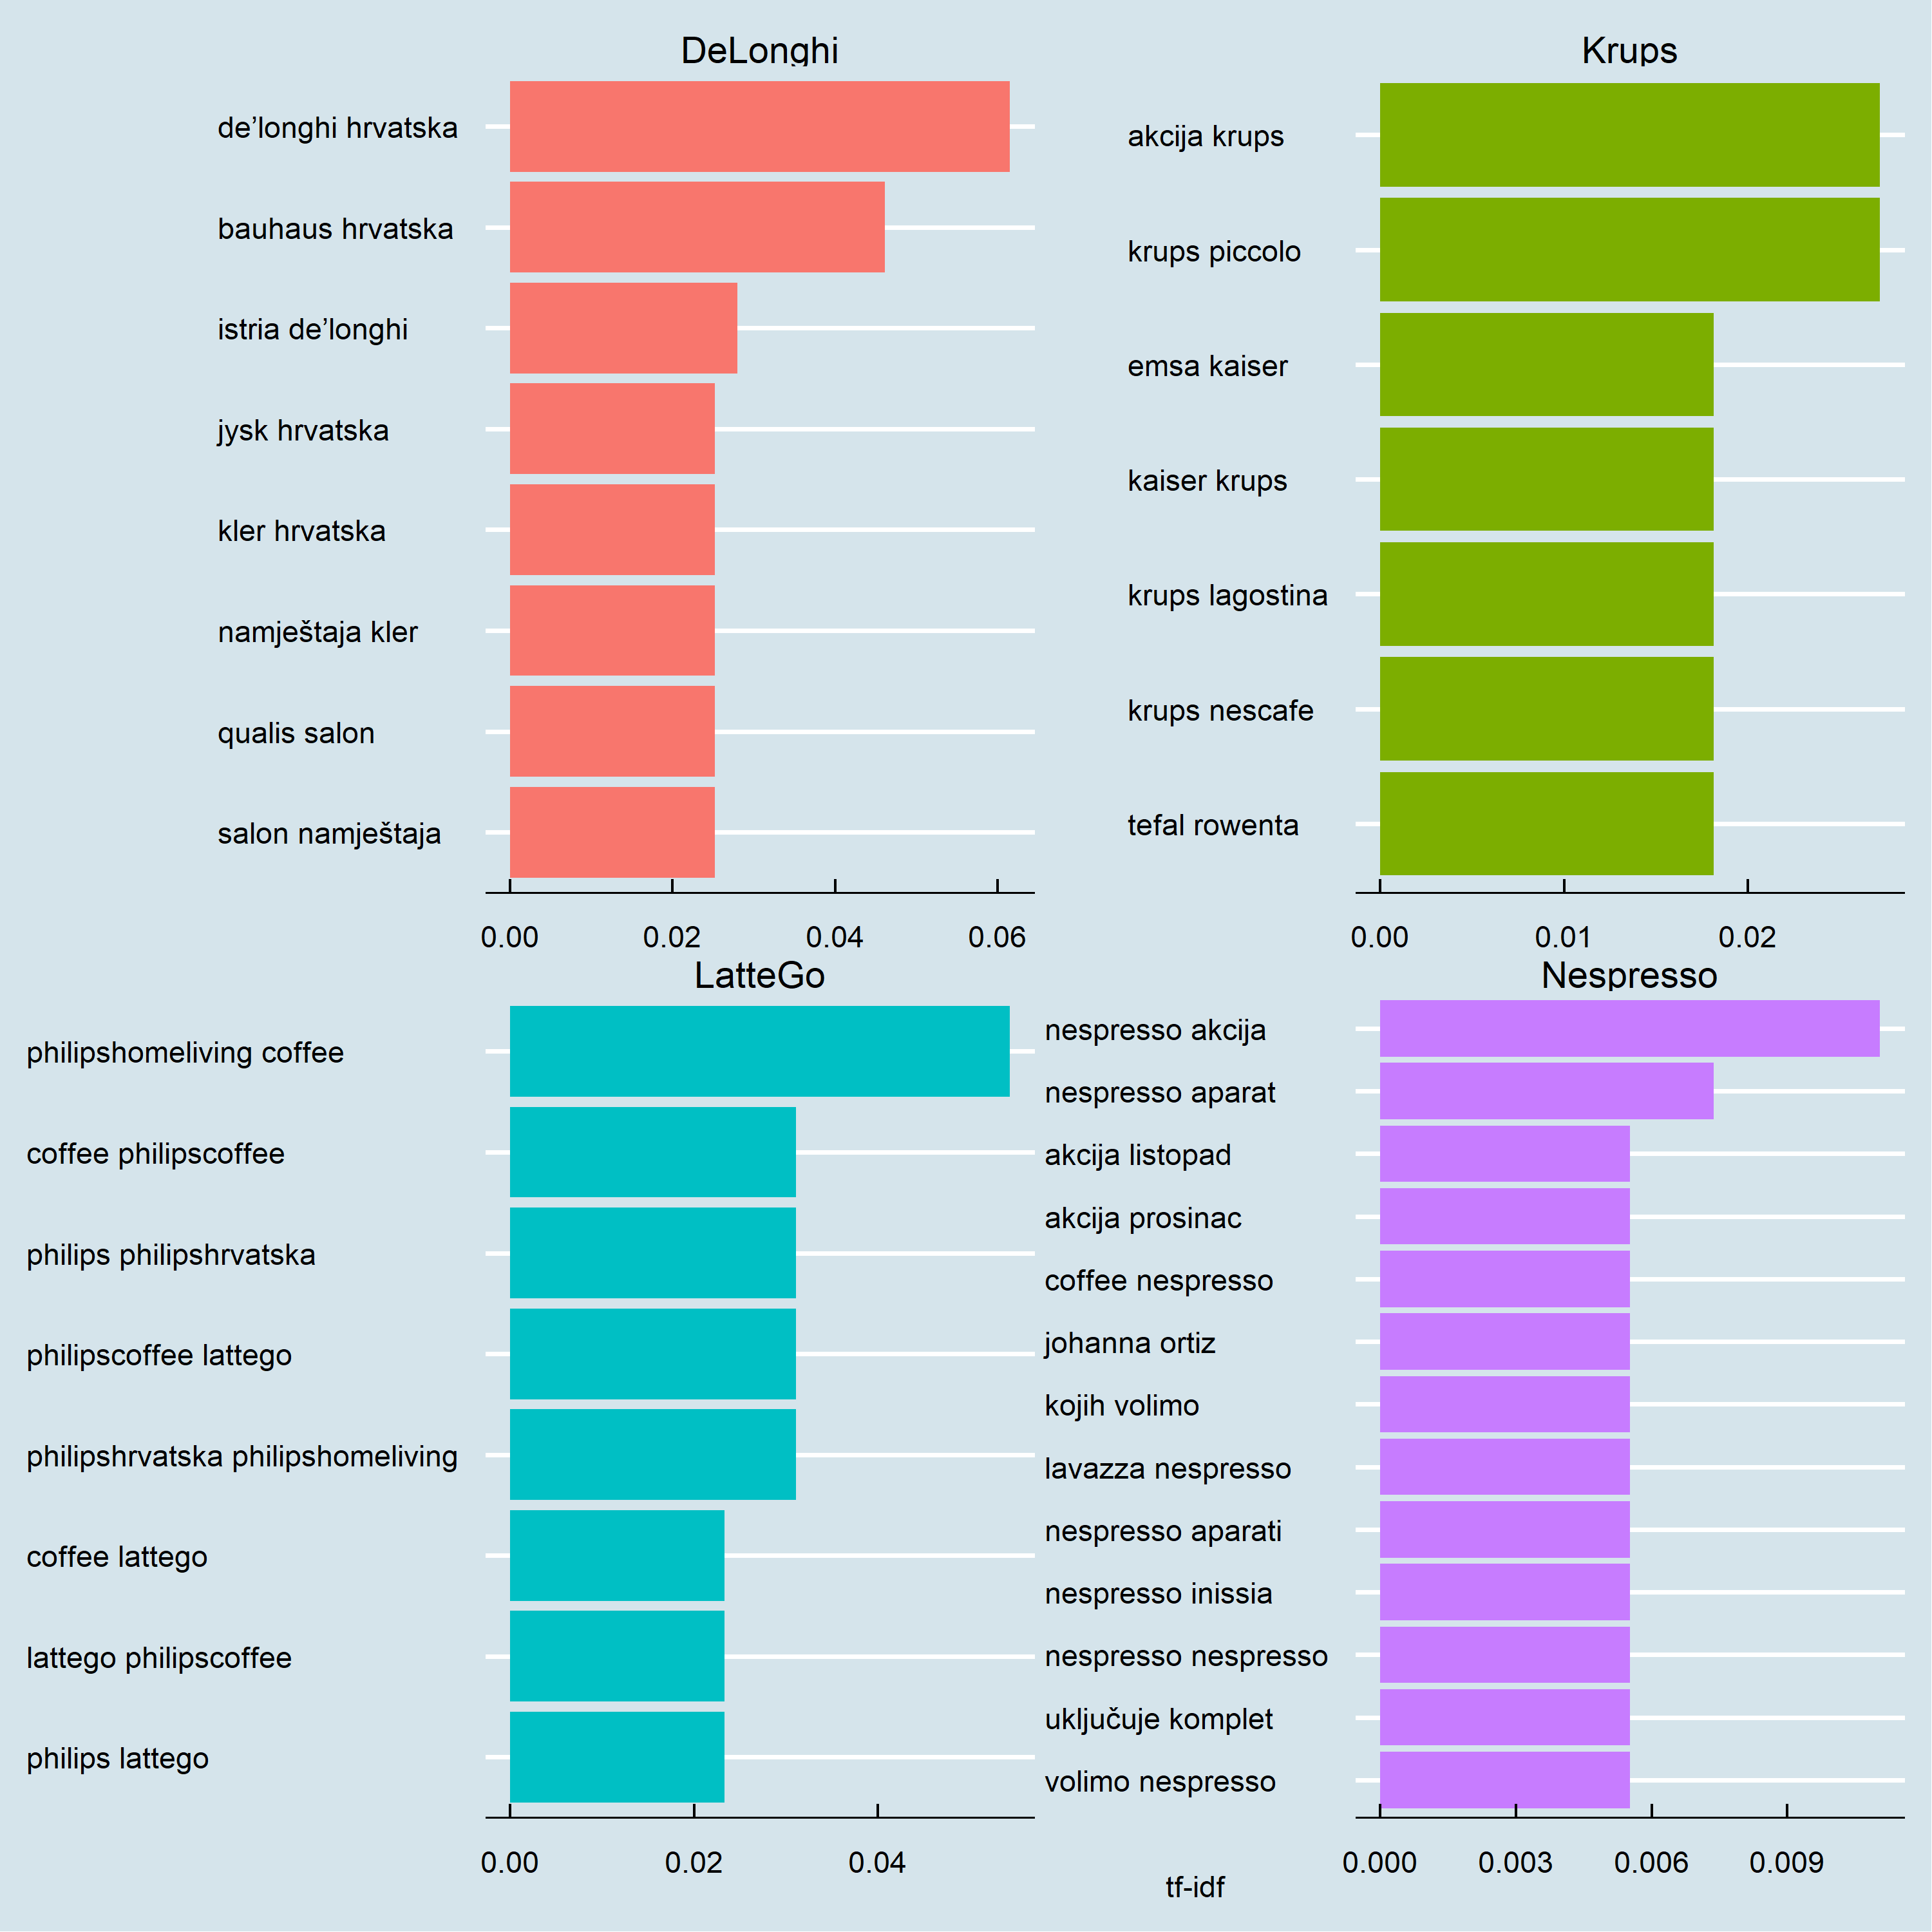 DeLonghi
de’longhi hrvatska
bauhaus hrvatska
istria de’longhi
jysk hrvatska
kler hrvatska
namještaja kler
qualis salon
salon namještaja
0.00 0.02 0.04 0.06
Krups
akcija krups
krups piccolo
emsa kaiser
kaiser krups
krups lagostina
krups nescafe
tefal rowenta
0.00 0.01 0.02
LatteGo
philipshomeliving coffee
coffee philipscoffee
philips philipshrvatska
philipscoffee lattego
philipshrvatska philipshomeliving
coffee lattego
lattego philipscoffee
philips lattego
0.00 0.02 0.04
Nespresso
nespresso akcija
nespresso aparat
akcija listopad
akcija prosinac
coffee nespresso
johanna ortiz
kojih volimo
lavazza nespresso
nespresso aparati
nespresso inissia
nespresso nespresso
uključuje komplet
volimo nespresso
0.000 0.003 0.006 0.009
tf-idf